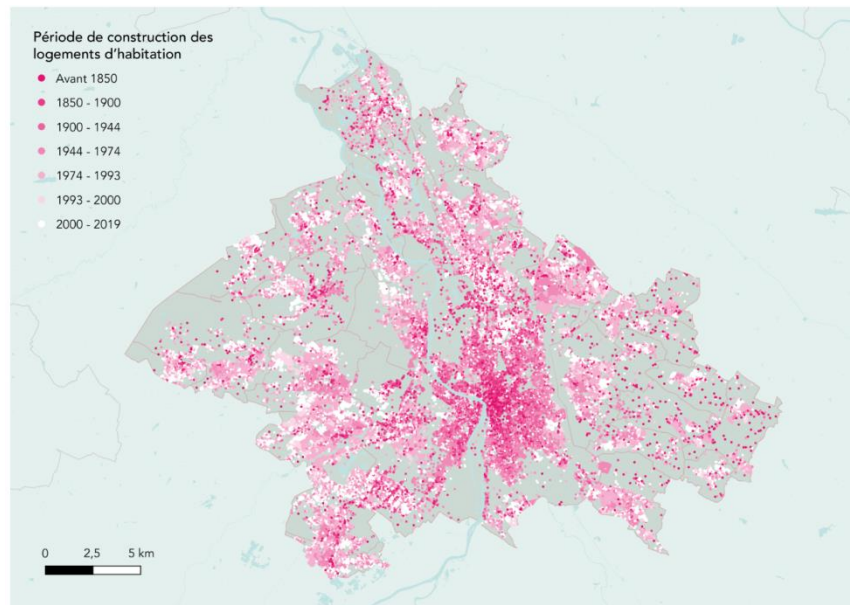 Période de construction des
logements d'habitation
Avant 1850
1850 - 1900
1900 - 1944
1944 - 1974
1974 - 1993
1993 - 2000
2000 - 2019
0 2,5 5 km